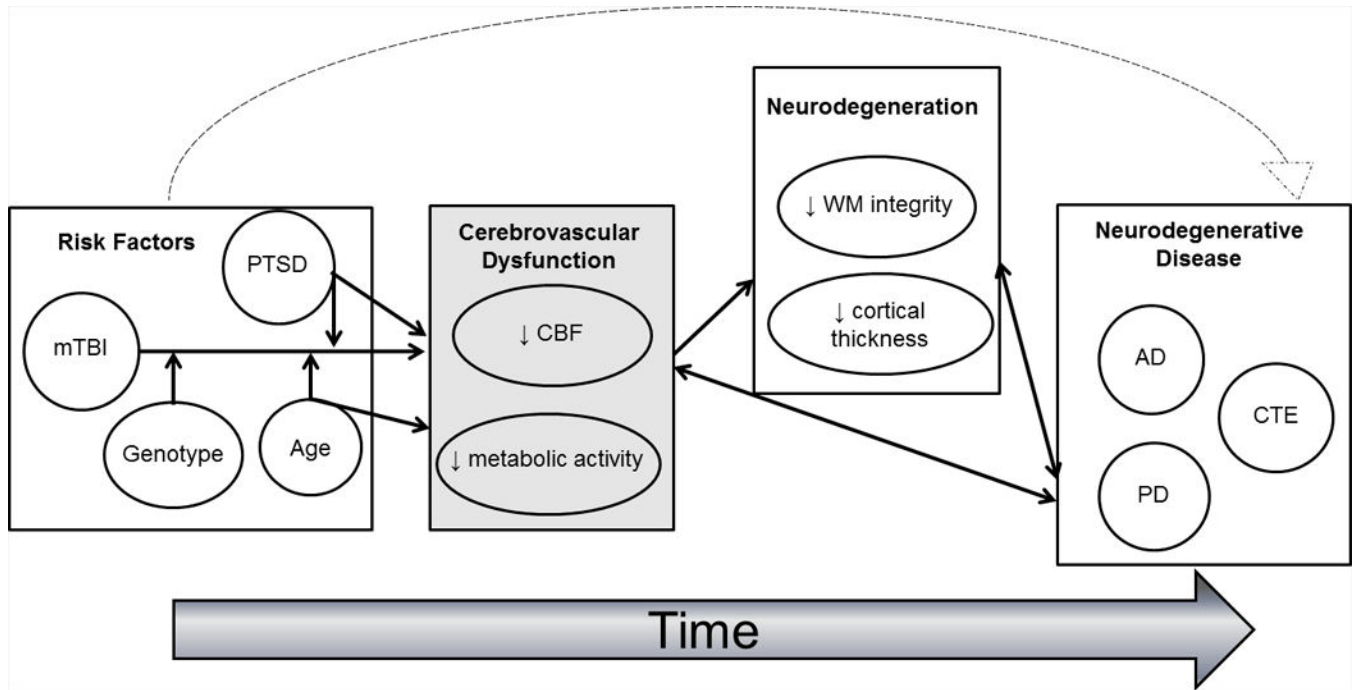 Risk Factors
PTSD
mTBI
Genotype
Age
Cerebrovascular
Dysfunction
↓ CBF
↓ metabolic activity
Neurodegeneration
↓ WM integrity
↓ cortical
thickness
Neurodegenerative
Disease
AD
CTE
PD
Time